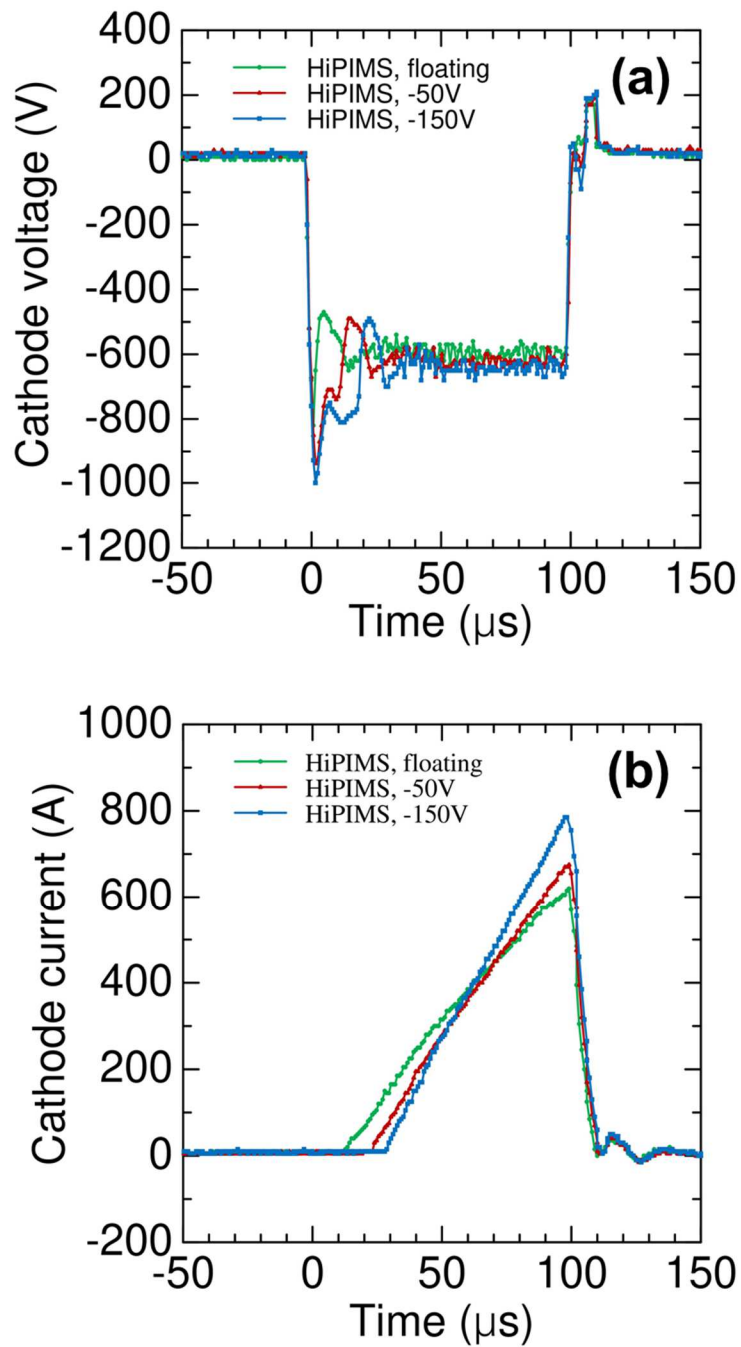 400
200
0
-200
-400
-600
-800
-1000
-1200
Cathode voltage (V)
HiPIMS, floating
HiPIMS, -50V
HiPIMS, -150V
(a)
-50 0 50 100 150
Time (μs)
1000
800
600
400
200
0
-200
Cathode current (A)
HiPIMS, floating
HiPIMS, -50V
HiPIMS, -150V
(b)
-50 0 50 100 150
Time (μs)